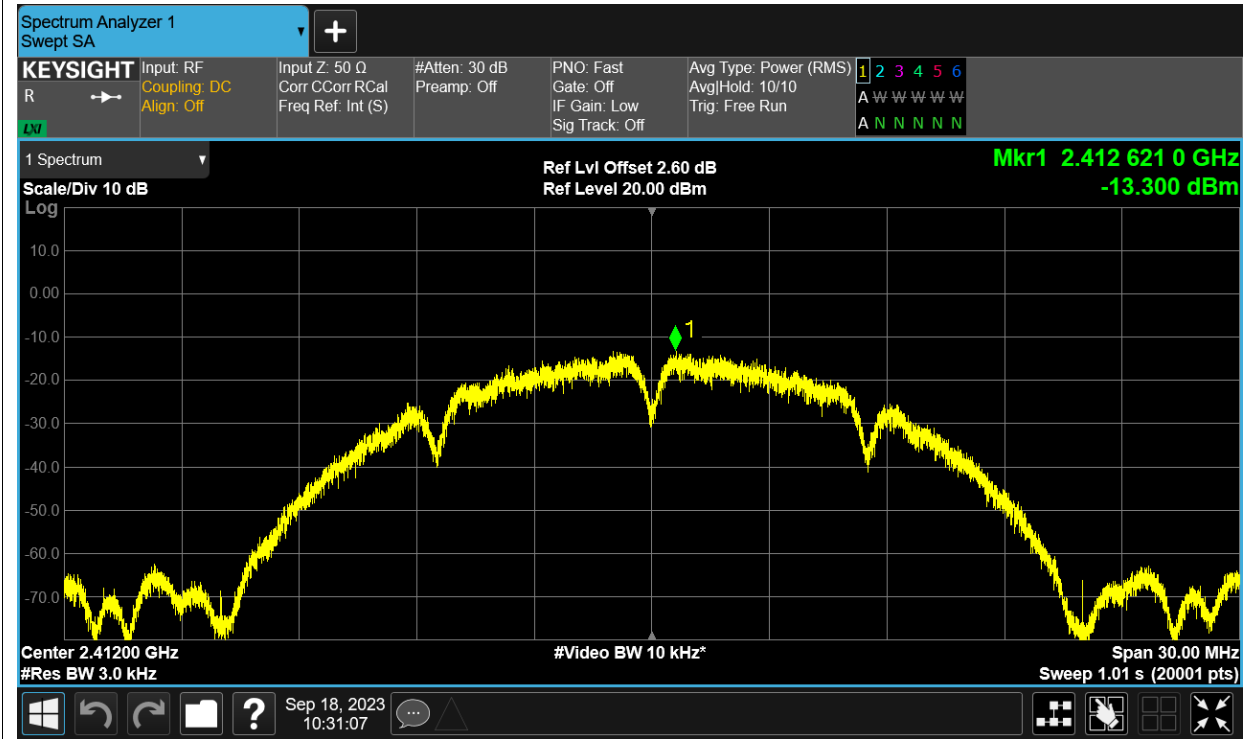 Spectrum Analyzer 1
Swept SA
+
KEYSIGHT
R
LXI
Input: RF
Coupling: DC
Align: Off
Input Z: 50 Ω
Corr CCorr RCal
Freq Ref: Int (S)
#Atten: 30 dB
Preamp: Off
PNO: Fast
Gate: Off
IF Gain: Low
Sig Track: Off
Avg Type: Power (RMS)
Avg|Hold: 10/10
Trig: Free Run
1 2 3 4 5 6
A W W W W W
A N N N N N
1 Spectrum
Scale/Div 10 dB
Log
Ref Lvl Offset 2.60 dB
Ref Level 20.00 dBm
Mkr1 2.412 621 0 GHz
-13.300 dBm
10.0
0.00
-10.0
1
-20.0
-30.0
-40.0
-50.0
-60.0
-70.0
Center 2.41200 GHz
#Video BW 10 kHz*
Span 30.00 MHz
#Res BW 3.0 kHz
Sweep 1.01 s (20001 pts)
?
Sep 18, 2023
10:31:07